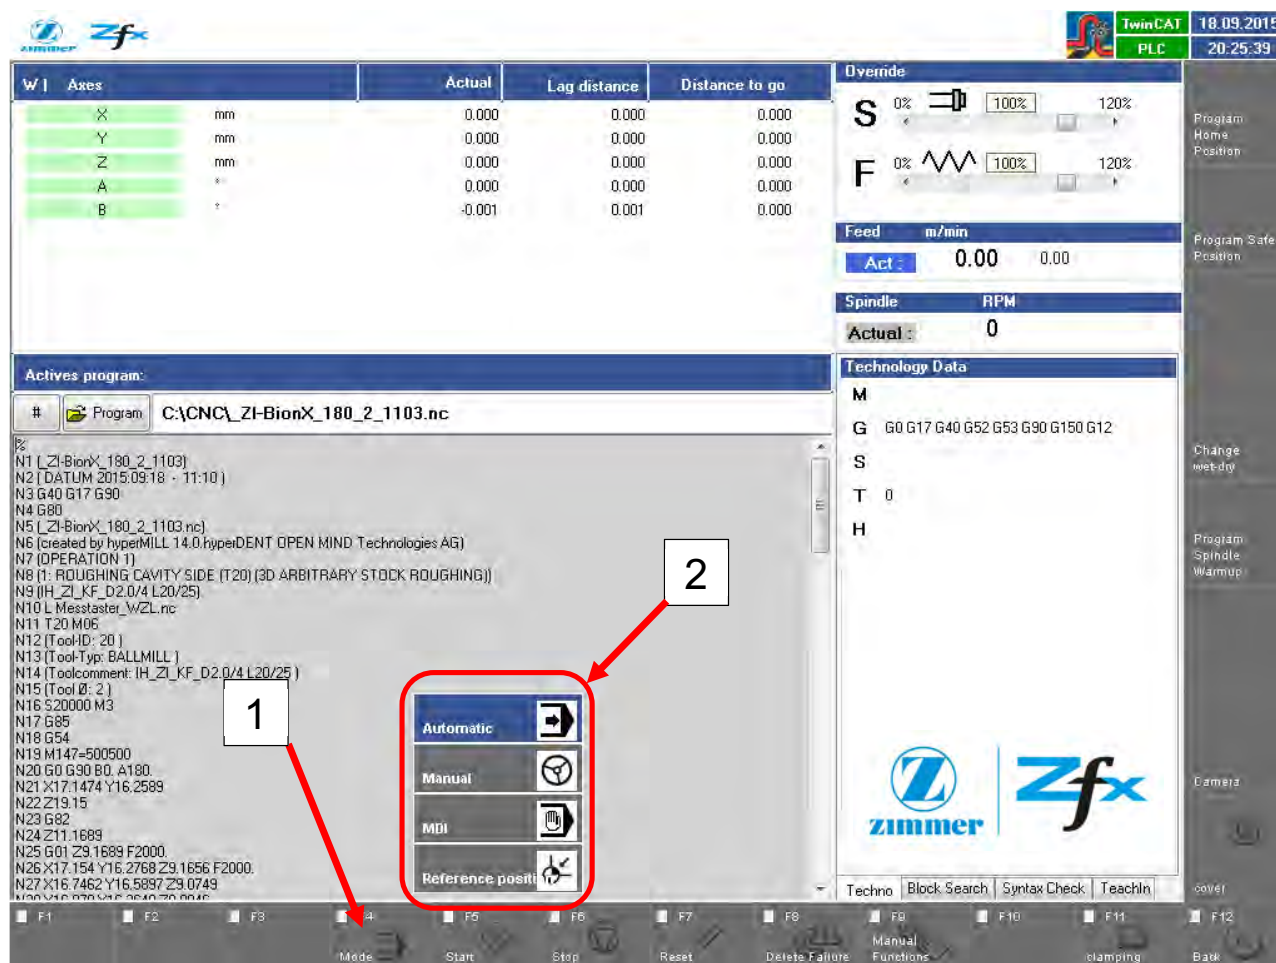 zimmer Zfx
TwinCAT 18.09.2015
PLC 20:25:39
W | Axes Actual Lag distance Distance to go
X mm 0.000 0.000 0.000
Y mm 0.000 0.000 0.000
Z mm 0.000 0.000 0.000
A ° 0.000 0.000 0.000
B ° -0.001 0.001 0.000
Override
S 0% 100% 120%
F 0% 100% 120%
Feed m/min
Act : 0.00 0.00
Spindle RPM
Actual : 0
Program
Home
Position
Program Safe
Position
Change
wet-dry
Program
Spindle
Warmup
Camera
cover
Actives program:
# Program C:\CNC\_ZI-BionX_180_2_1103.nc
%
N1 (_ZI-BionX_180_2_1103)
N2 ( DATUM 2015:09:18 - 11:10 )
N3 G40 G17 G90
N4 G80
N5 (_ZI-BionX_180_2_1103.nc)
N6 (created by hyperMILL 14.0.hyperDENT OPEN MIND Technologies AG)
N7 (OPERATION 1)
N8 (1: ROUGHING CAVITY SIDE (T20) (3D ARBITRARY STOCK ROUGHING))
N9 (IH_ZI_KF_D2.0/4 L20/25)
N10 L Messtaster_WZL.nc
N11 T20 M06
N12 (Tool-ID: 20 )
N13 (Tool-Typ: BALLMILL )
N14 (Toolcomment: IH_ZI_KF_D2.0/4 L20/25 )
N15 (Tool Ø: 2 )
N16 S20000 M3
N17 G85
N18 G54
N19 M147=500500
N20 G0 G90 B0. A180.
N21 X17.1474 Y16.2589
N22 Z19.15
N23 G82
N24 Z11.1689
N25 G01 Z9.1689 F2000.
N26 X17.154 Y16.2768 Z9.1656 F2000.
N27 X16.7462 Y16.5897 Z9.0749
1
2
Automatic
Manual
MDI
Reference positi
Technology Data
M
G G0 G17 G40 G52 G53 G90 G150 G12
S
T 0
H
zimmer Zfx
Techno Block Search Syntax Check TeachIn
F1 F2 F3 F4 F5 F6 F7 F8 F9 F10 F11 F12
Mode Start Stop Reset Delete Failure Manual Functions clamping Back